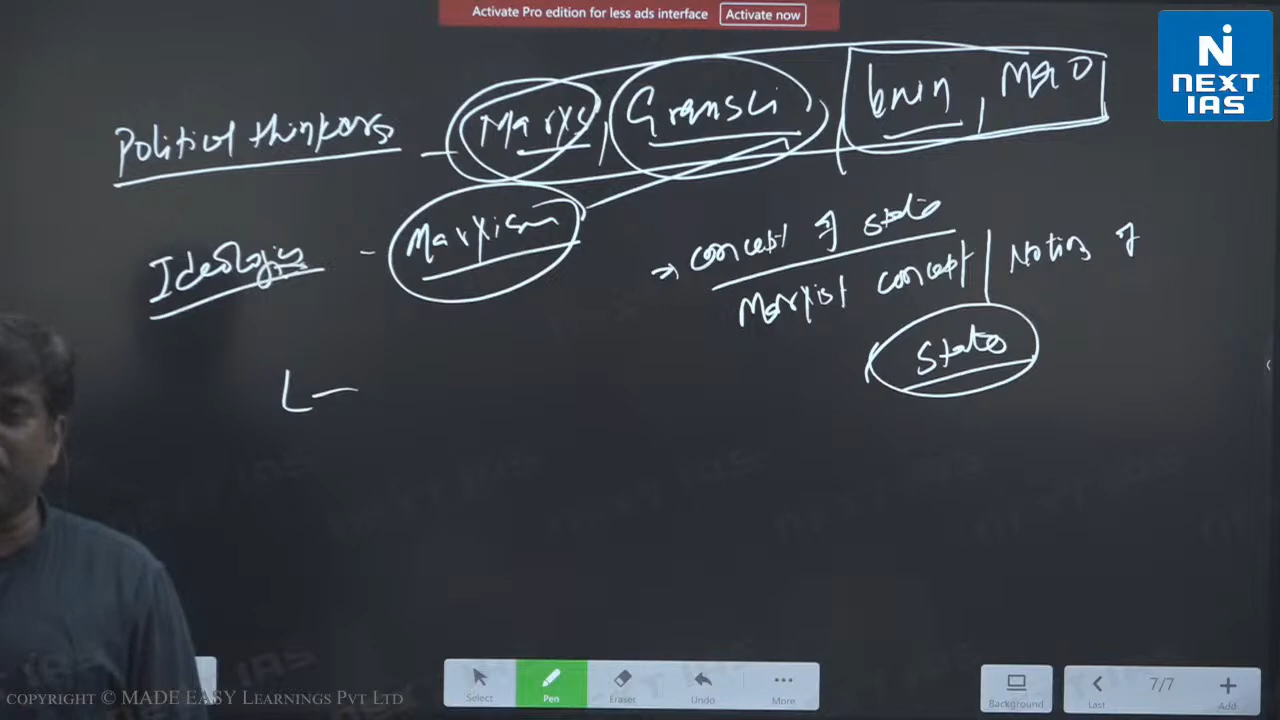 Activate Pro edition for less ads interface Activate now
NEXT
IAS
Political thinkers - Marxs, Gramsci, Lenin, Mao
Ideologies - Marxism
→ concept of state
Marxist concept | Notion of
state
Select Pen Eraser Undo More
Background Last 7/7 Add
COPYRIGHT © MADE EASY LEARNINGS PVT LTD